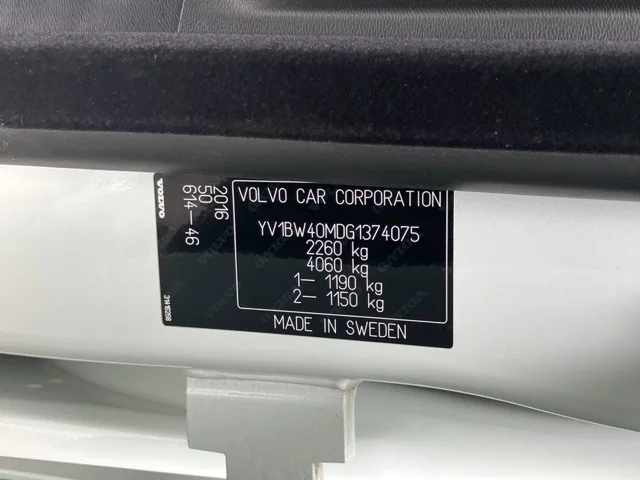 VOLVO
2016
50
614-46
31418268
VOLVO CAR CORPORATION
YV1BW40MDG1374075
2260 kg
4060 kg
1- 1190 kg
2- 1150 kg
MADE IN SWEDEN